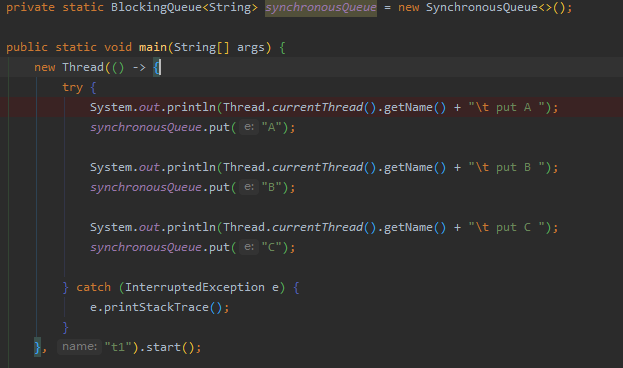 private static BlockingQueue<String> synchronousQueue = new SynchronousQueue<>();
public static void main(String[] args) {
new Thread(() -> {
try {
System.out.println(Thread.currentThread().getName() + "\t put A ");
synchronousQueue.put( e: "A");
System.out.println(Thread.currentThread().getName() + "\t put B ");
synchronousQueue.put( e: "B");
System.out.println(Thread.currentThread().getName() + "\t put C ");
synchronousQueue.put( e: "C");
} catch (InterruptedException e) {
e.printStackTrace();
}
}, name: "t1").start();